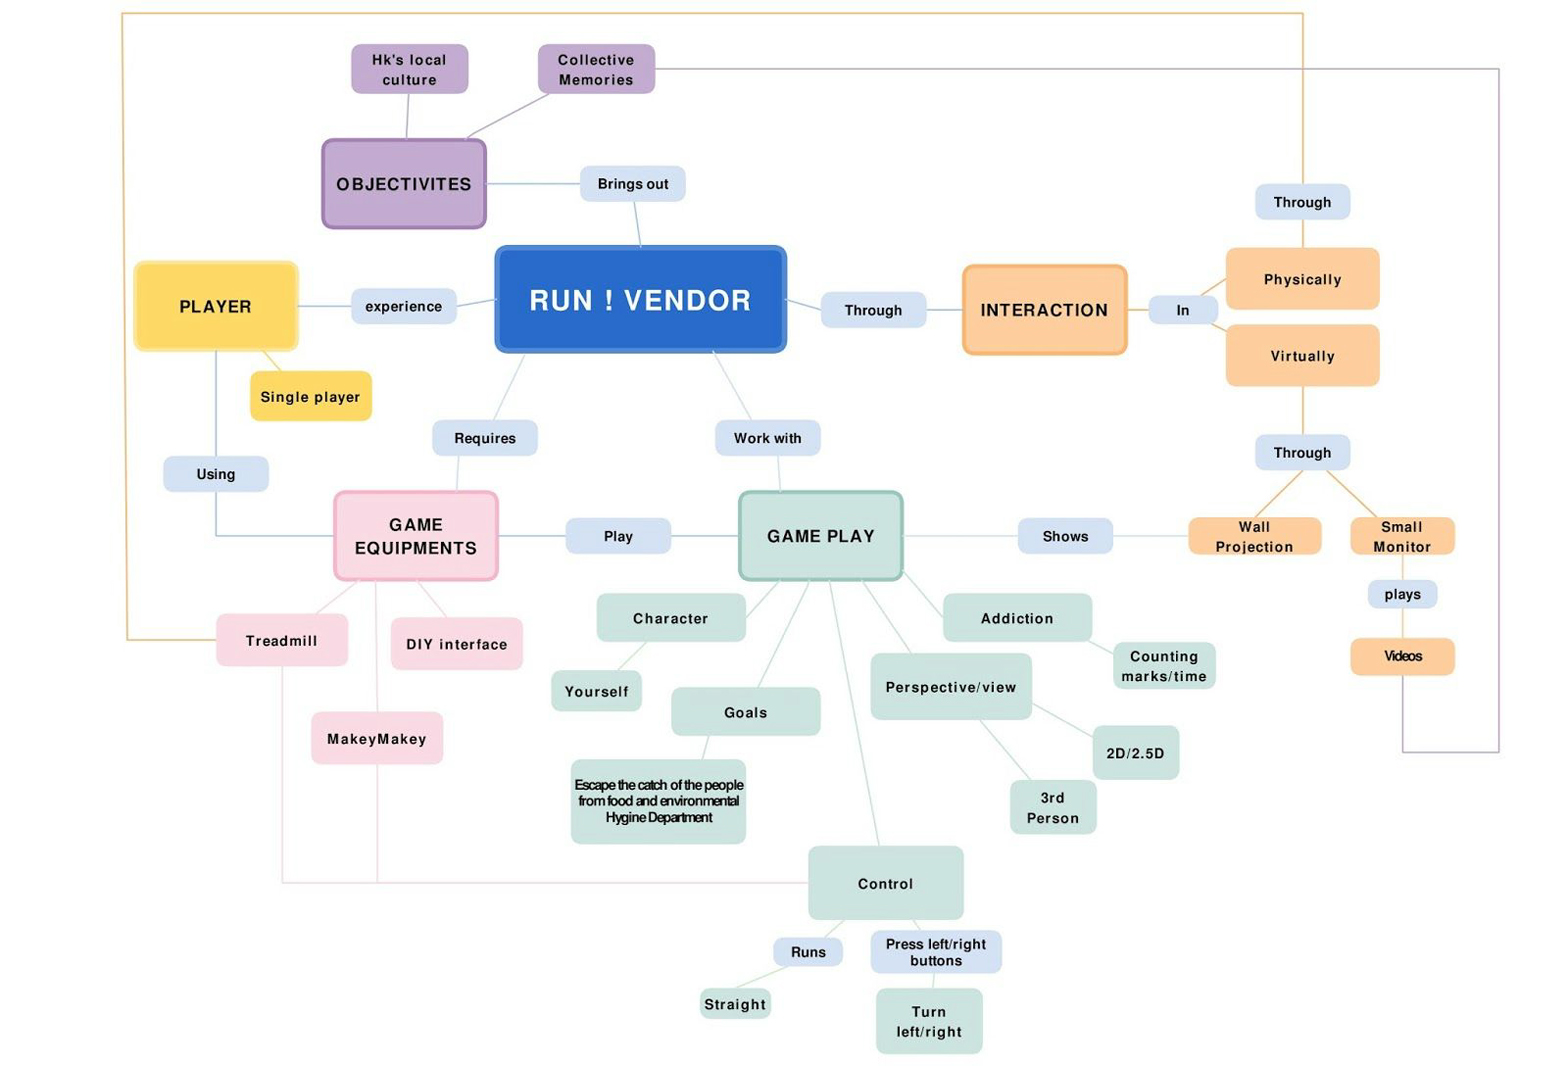 Hk's local
culture
Collective
Memories
OBJECTIVITES
Brings out
Through
Physically
PLAYER
experience
RUN ! VENDOR
Through
INTERACTION
In
Virtually
Single player
Requires
Work with
Through
Using
GAME
EQUIPMENTS
Play
GAME PLAY
Shows
Wall
Projection
Small
Monitor
plays
Videos
Treadmill
DIY interface
MakeyMakey
Character
Yourself
Goals
Escape the catch of the people
from food and environmental
Hygine Department
Addiction
Counting
marks/time
Perspective/view
2D/2.5D
3rd
Person
Control
Runs
Press left/right
buttons
Straight
Turn
left/right